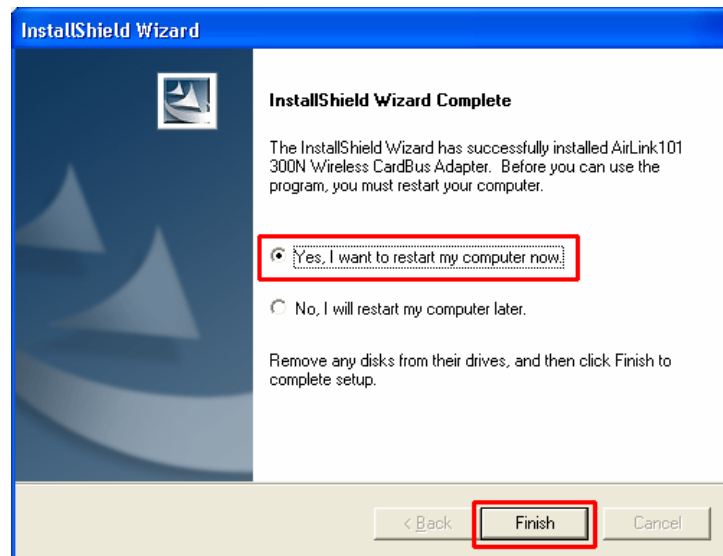 InstallShield Wizard
InstallShield Wizard Complete
The InstallShield Wizard has successfully installed AirLink101
300N Wireless CardBus Adapter.  Before you can use the
program, you must restart your computer.
Yes, I want to restart my computer now.
No, I will restart my computer later.
Remove any disks from their drives, and then click Finish to
complete setup.
< Back Finish Cancel